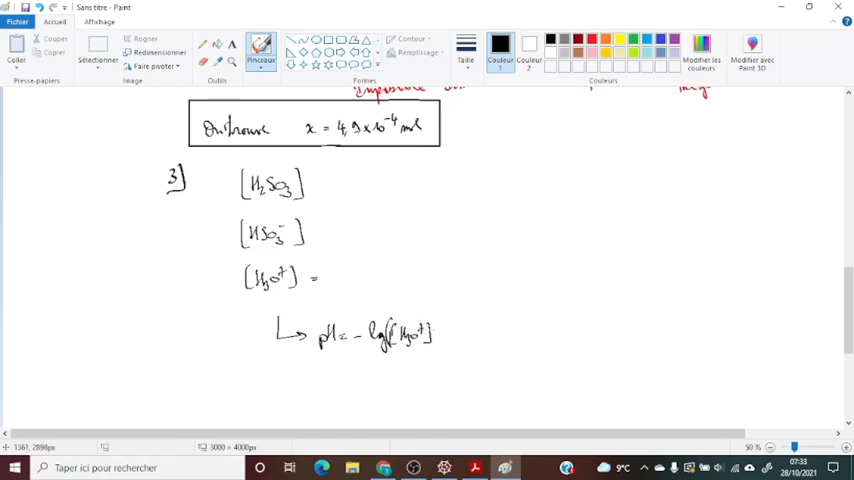 Sans titre - Paint
Fichier Accueil Affichage
Coller
Couper
Copier
Presse-papiers
Sélectionner
Rogner
Redimensionner
Faire pivoter
Image
Outils
Pinceaux
Contour
Remplissage
Formes
Taille
Couleur 1
Couleur 2
Couleurs
Modifier les couleurs
Ouvrir avec Paint 3D
Impossible
On trouve x = 4,9 × 10⁻⁴ mol
3] [H₂SO₃]
[HSO₃⁻]
[H₃O⁺] =
↳ pH = - log([H₃O⁺]
1361, 2898px 3000 × 4000px 50 %
Taper ici pour rechercher 9°C 07:33
28/10/2021